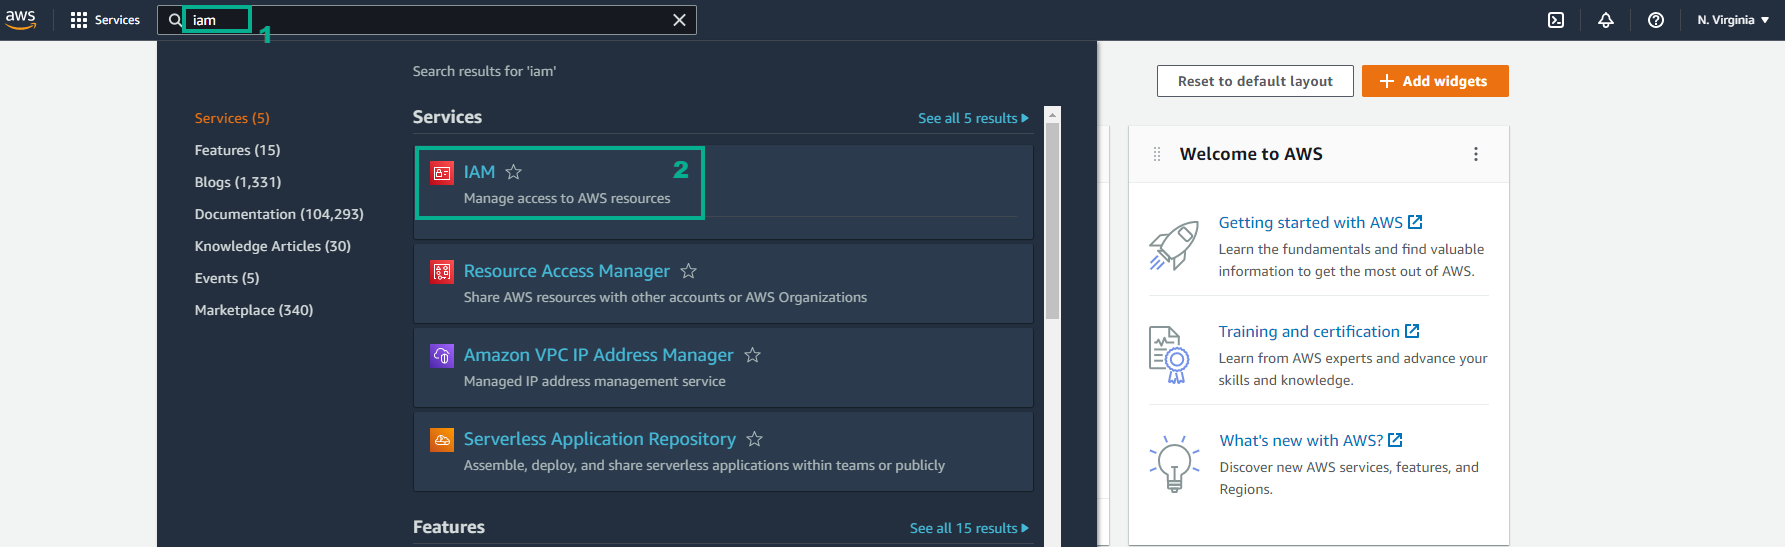 aws
Services
iam
1
N. Virginia
Search results for 'iam'
Services (5)
Features (15)
Blogs (1,331)
Documentation (104,293)
Knowledge Articles (30)
Events (5)
Marketplace (340)
Services
See all 5 results
IAM
2
Manage access to AWS resources
Resource Access Manager
Share AWS resources with other accounts or AWS Organizations
Amazon VPC IP Address Manager
Managed IP address management service
Serverless Application Repository
Assemble, deploy, and share serverless applications within teams or publicly
Features
See all 15 results
Reset to default layout
Add widgets
Welcome to AWS
Getting started with AWS
Learn the fundamentals and find valuable
information to get the most out of AWS.
Training and certification
Learn from AWS experts and advance your
skills and knowledge.
What's new with AWS?
Discover new AWS services, features, and
Regions.